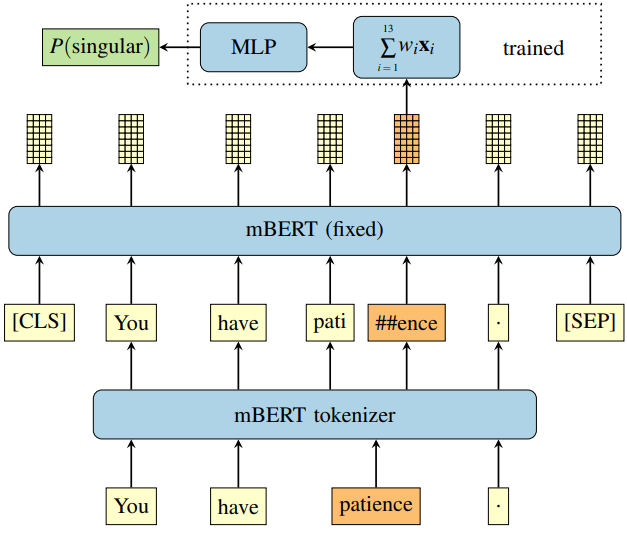 P(singular)
MLP
13
∑ wᵢxᵢ
i = 1
trained
mBERT (fixed)
[CLS] You have pati ##ence . [SEP]
mBERT tokenizer
You have patience .